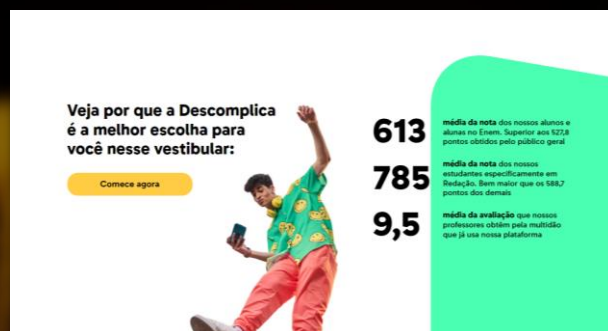 Veja por que a Descomplica
é a melhor escolha para
você nesse vestibular:
Comece agora
613
média da nota dos nossos alunos e
alunas no Enem. Superior aos 527,8
pontos obtidos pelo público geral
785
média da nota dos nossos
estudantes especificamente em
Redação. Bem maior que os 588,7
pontos dos demais
9,5
média da avaliação que nossos
professores obtêm pela multidão
que já usa nossa plataforma